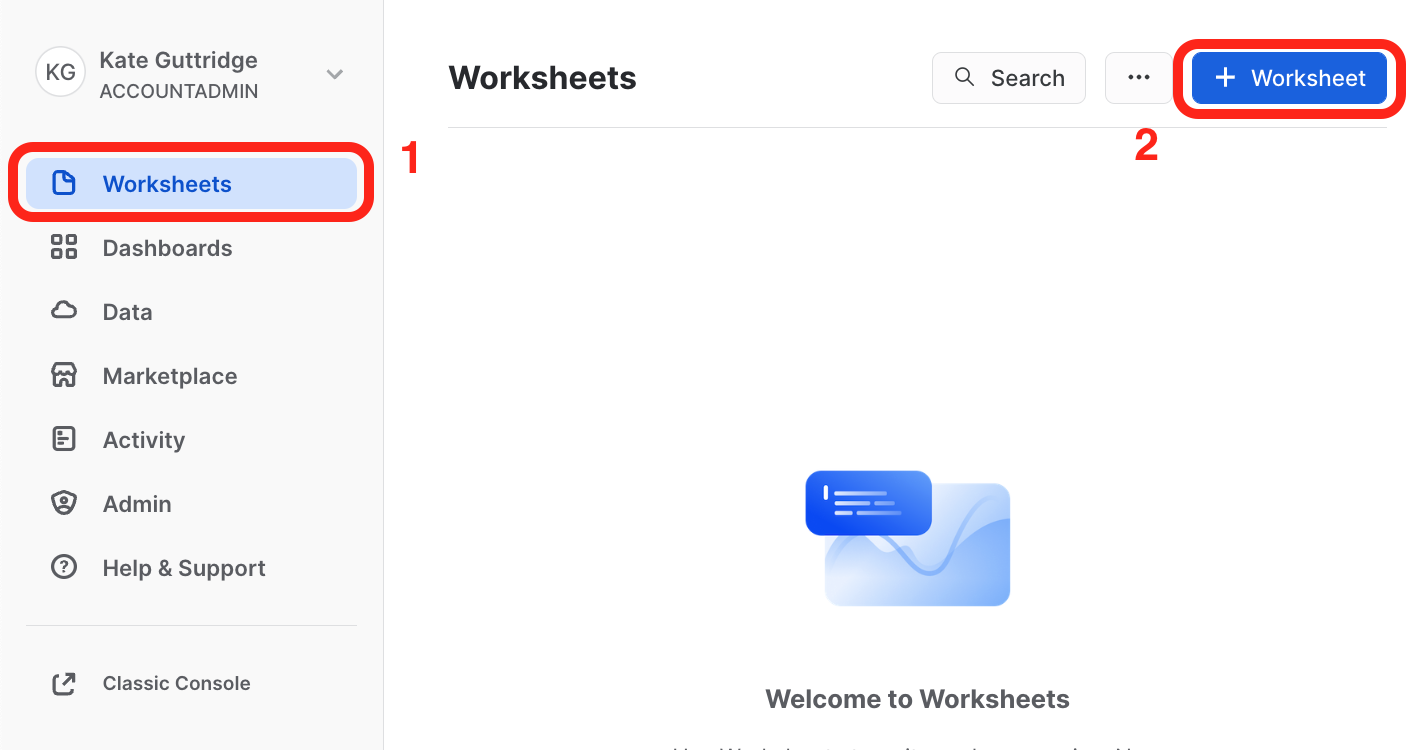 KG
Kate Guttridge
ACCOUNTADMIN
Worksheets
Dashboards
Data
Marketplace
Activity
Admin
Help & Support
Classic Console
1
Worksheets
Search
...
+ Worksheet
2
Welcome to Worksheets